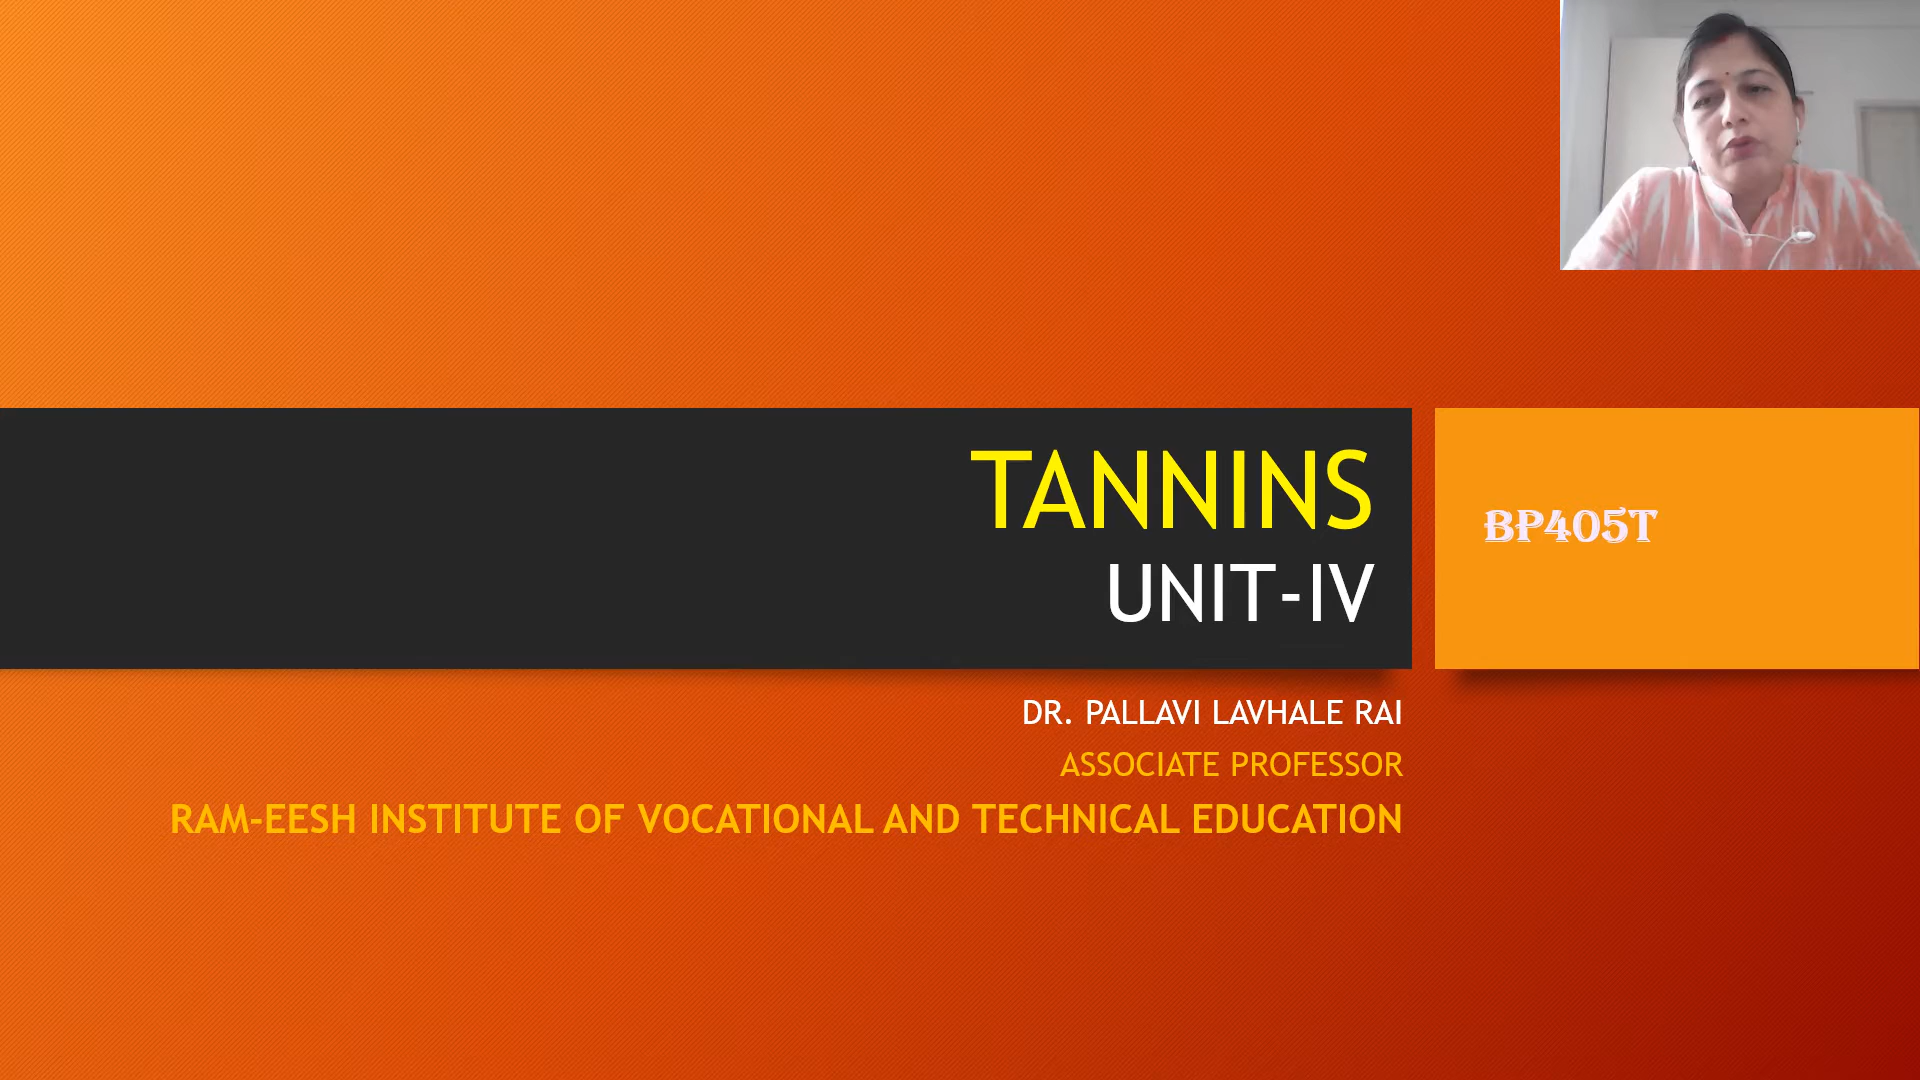 TANNINS
UNIT-IV
BP405T
DR. PALLAVI LAVHALE RAI
ASSOCIATE PROFESSOR
RAM-EESH INSTITUTE OF VOCATIONAL AND TECHNICAL EDUCATION